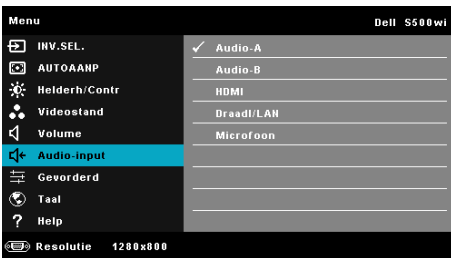 Menu Dell S500wi
INV.SEL.
AUTOAANP
Helderh/Contr
Videostand
Volume
Audio-input
Gevorderd
Taal
Help
Audio-A
Audio-B
HDMI
Draadl/LAN
Microfoon
Resolutie 1280x800